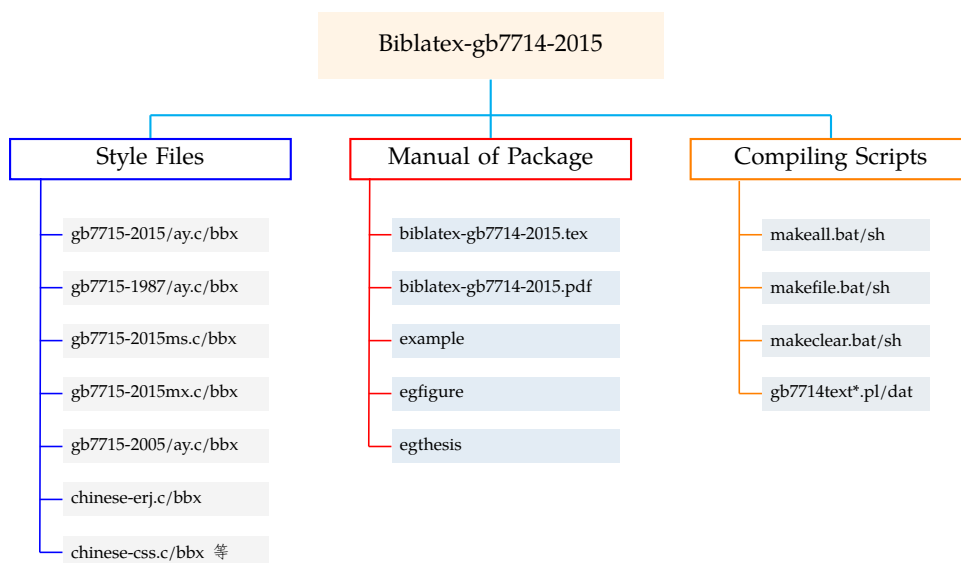 Biblatex-gb7714-2015
Style Files
gb7715-2015/ay.c/bbx
gb7715-1987/ay.c/bbx
gb7715-2015ms.c/bbx
gb7715-2015mx.c/bbx
gb7715-2005/ay.c/bbx
chinese-erj.c/bbx
chinese-css.c/bbx 等
Manual of Package
biblatex-gb7714-2015.tex
biblatex-gb7714-2015.pdf
example
egfigure
egthesis
Compiling Scripts
makeall.bat/sh
makefile.bat/sh
makeclear.bat/sh
gb7714text*.pl/dat